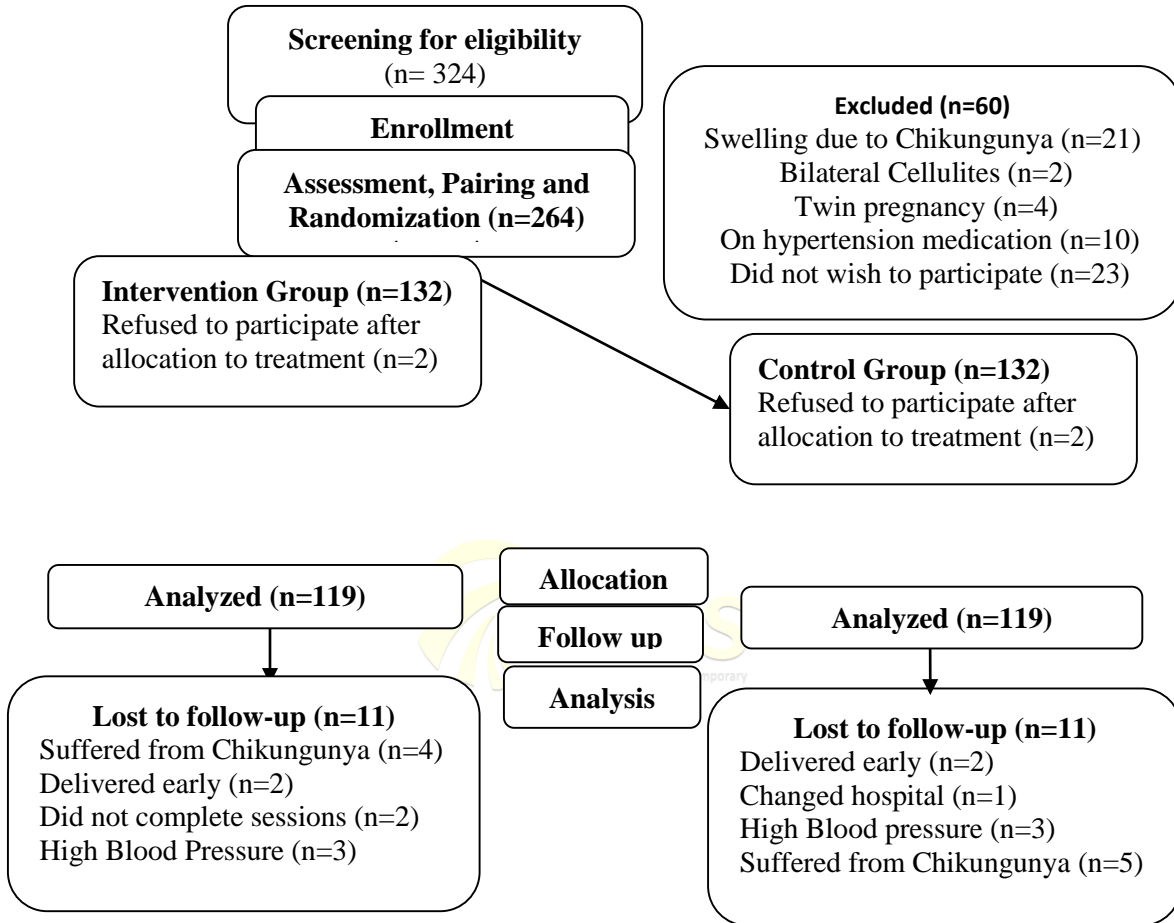 Screening for eligibility
(n= 324)
Enrollment
Assessment, Pairing and
Randomization (n=264)
Excluded (n=60)
Swelling due to Chikungunya (n=21)
Bilateral Cellulites (n=2)
Twin pregnancy (n=4)
On hypertension medication (n=10)
Did not wish to participate (n=23)
Intervention Group (n=132)
Refused to participate after
allocation to treatment (n=2)
Control Group (n=132)
Refused to participate after
allocation to treatment (n=2)
Analyzed (n=119)
Allocation
Follow up
Analysis
Analyzed (n=119)
S
mporary
Lost to follow-up (n=11)
Suffered from Chikungunya (n=4)
Delivered early (n=2)
Did not complete sessions (n=2)
High Blood Pressure (n=3)
Lost to follow-up (n=11)
Delivered early (n=2)
Changed hospital (n=1)
High Blood pressure (n=3)
Suffered from Chikungunya (n=5)